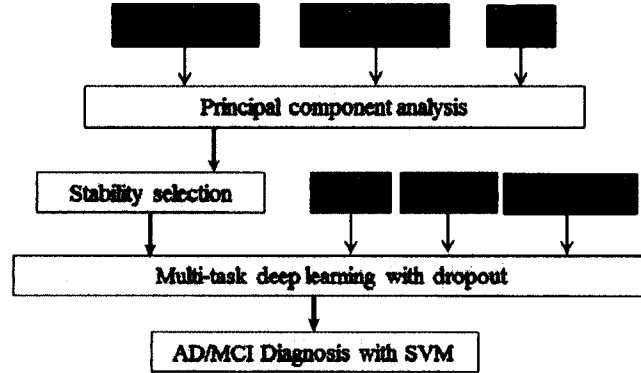 Principal component analysis
Stability selection
Multi-task deep learning with dropout
AD/MCI Diagnosis with SVM